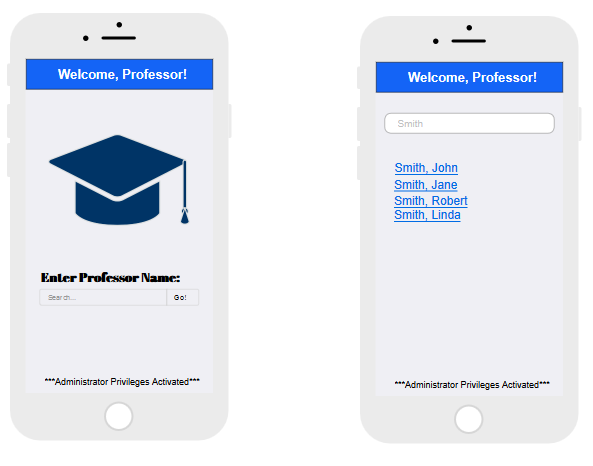 Welcome, Professor!
Enter Professor Name:
Search...
Go!
***Administrator Privileges Activated***
Welcome, Professor!
Smith
Smith, John
Smith, Jane
Smith, Robert
Smith, Linda
***Administrator Privileges Activated***